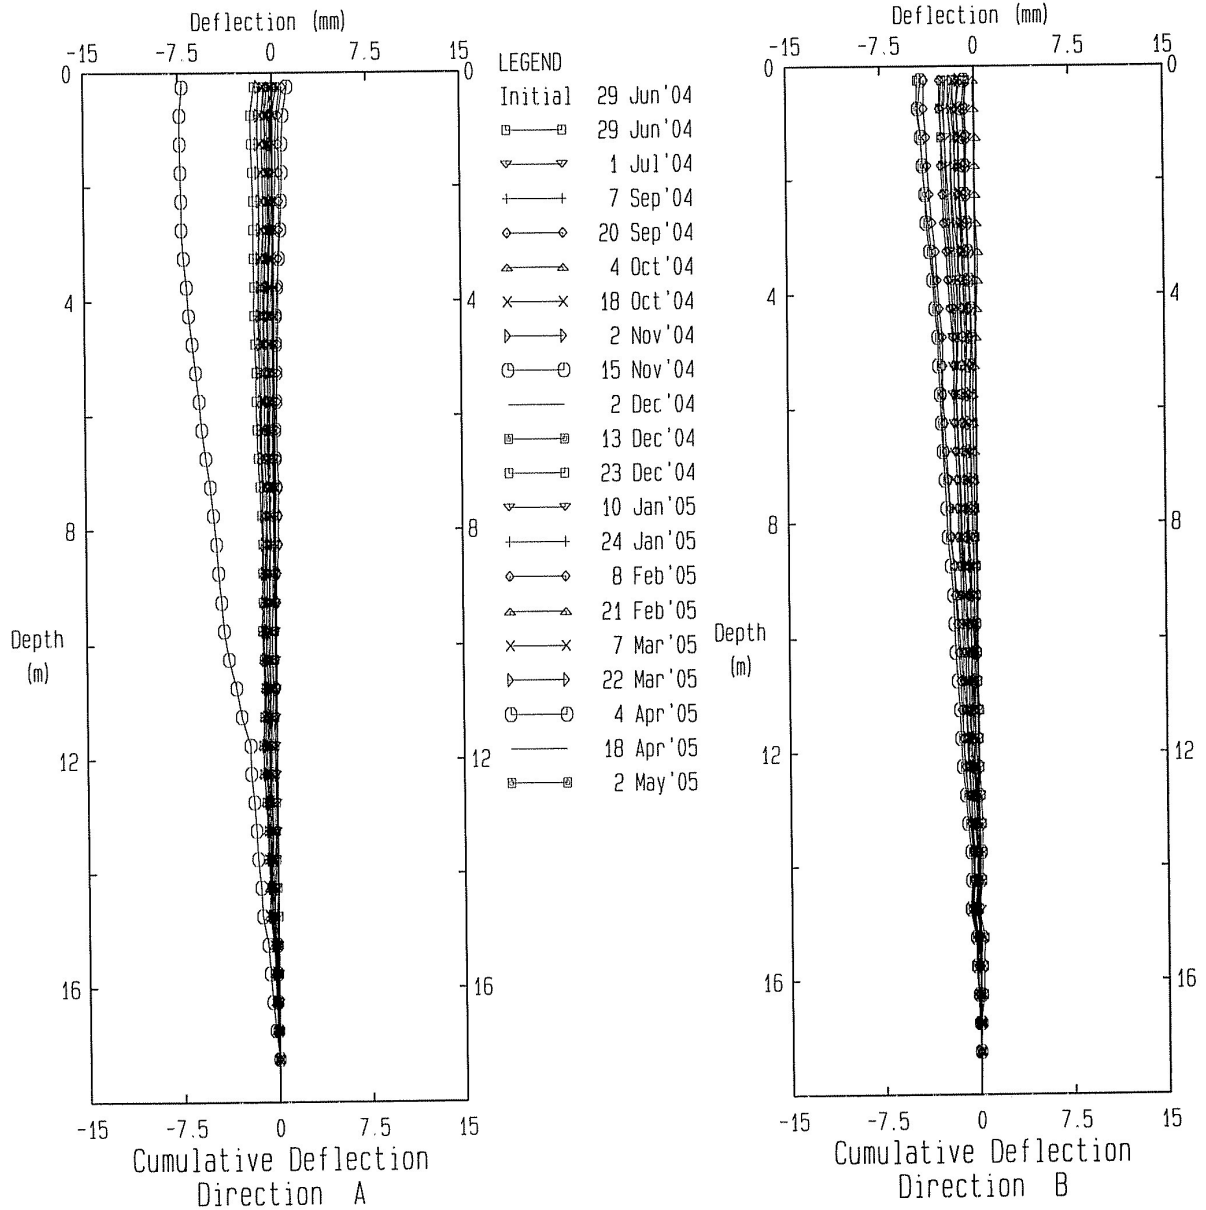 Deflection (mm)
-15 -7.5 0 7.5 15
0 0
4 4
8 8
Depth
(m)
12 12
16 16
-15 -7.5 0 7.5 15
Cumulative Deflection
Direction A
LEGEND
Initial 29 Jun'04
29 Jun'04
1 Jul'04
7 Sep'04
20 Sep'04
4 Oct'04
18 Oct'04
2 Nov'04
15 Nov'04
2 Dec'04
13 Dec'04
23 Dec'04
10 Jan'05
24 Jan'05
8 Feb'05
21 Feb'05
7 Mar'05
22 Mar'05
4 Apr'05
18 Apr'05
2 May'05
Deflection (mm)
-15 -7.5 0 7.5 15
0 0
4 4
8 8
Depth
(m)
12 12
16 16
-15 -7.5 0 7.5 15
Cumulative Deflection
Direction B